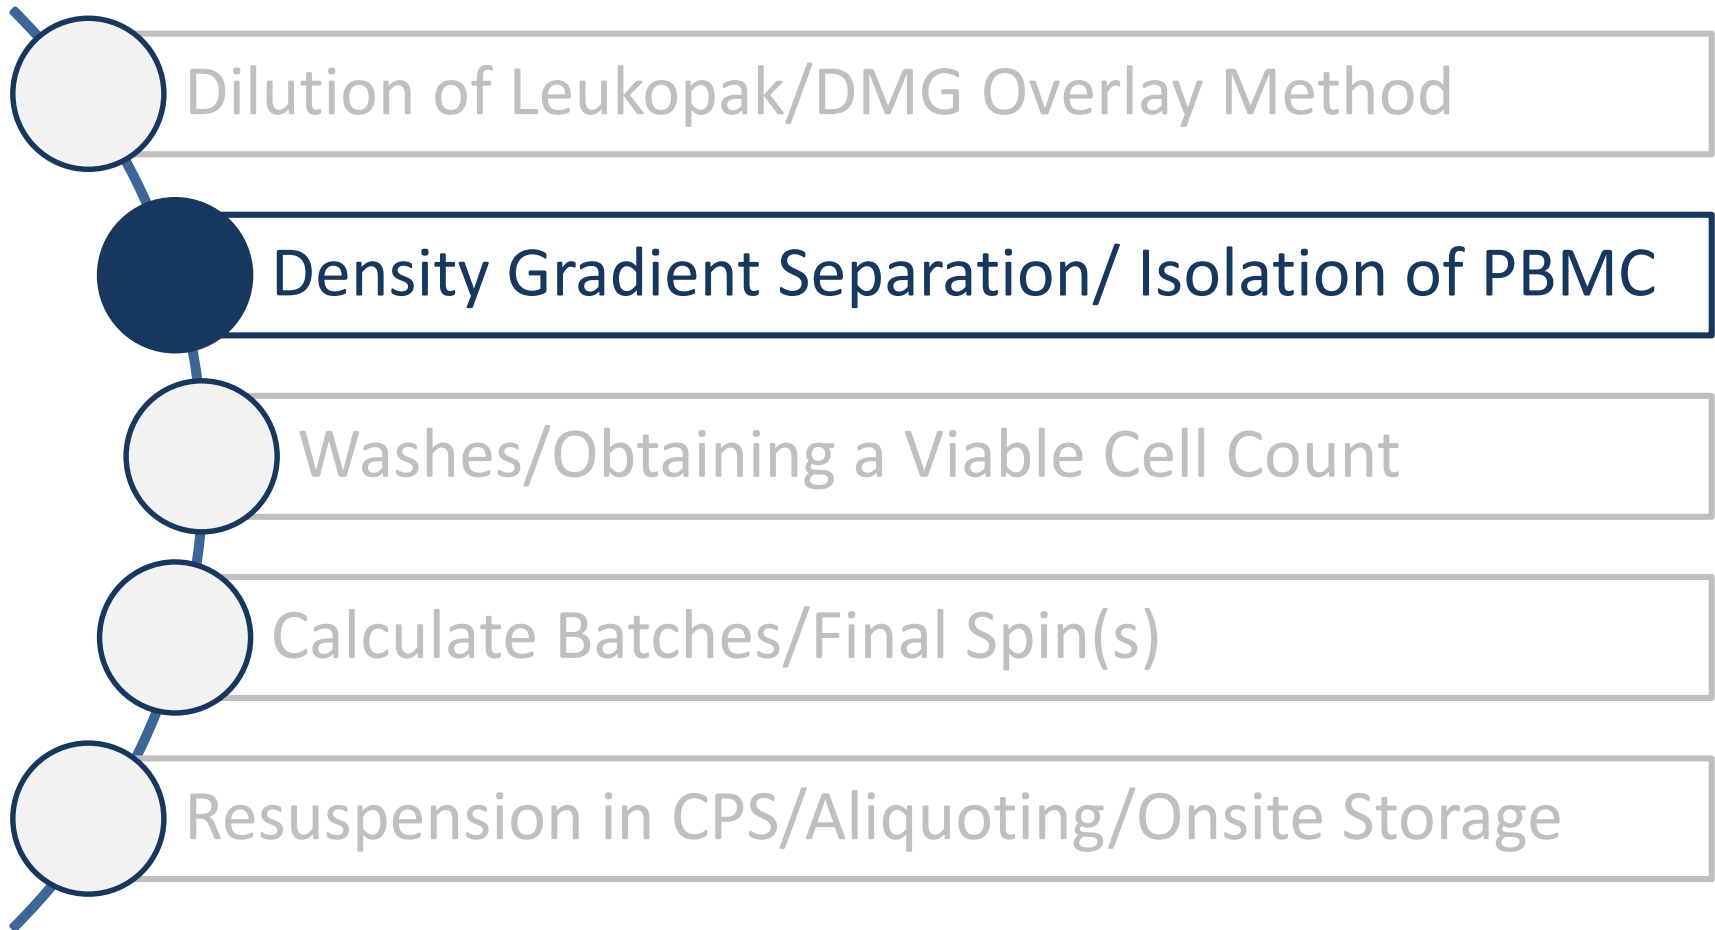 Dilution of Leukopak/DMG Overlay Method
Density Gradient Separation/ Isolation of PBMC
Washes/Obtaining a Viable Cell Count
Calculate Batches/Final Spin(s)
Resuspension in CPS/Aliquoting/Onsite Storage